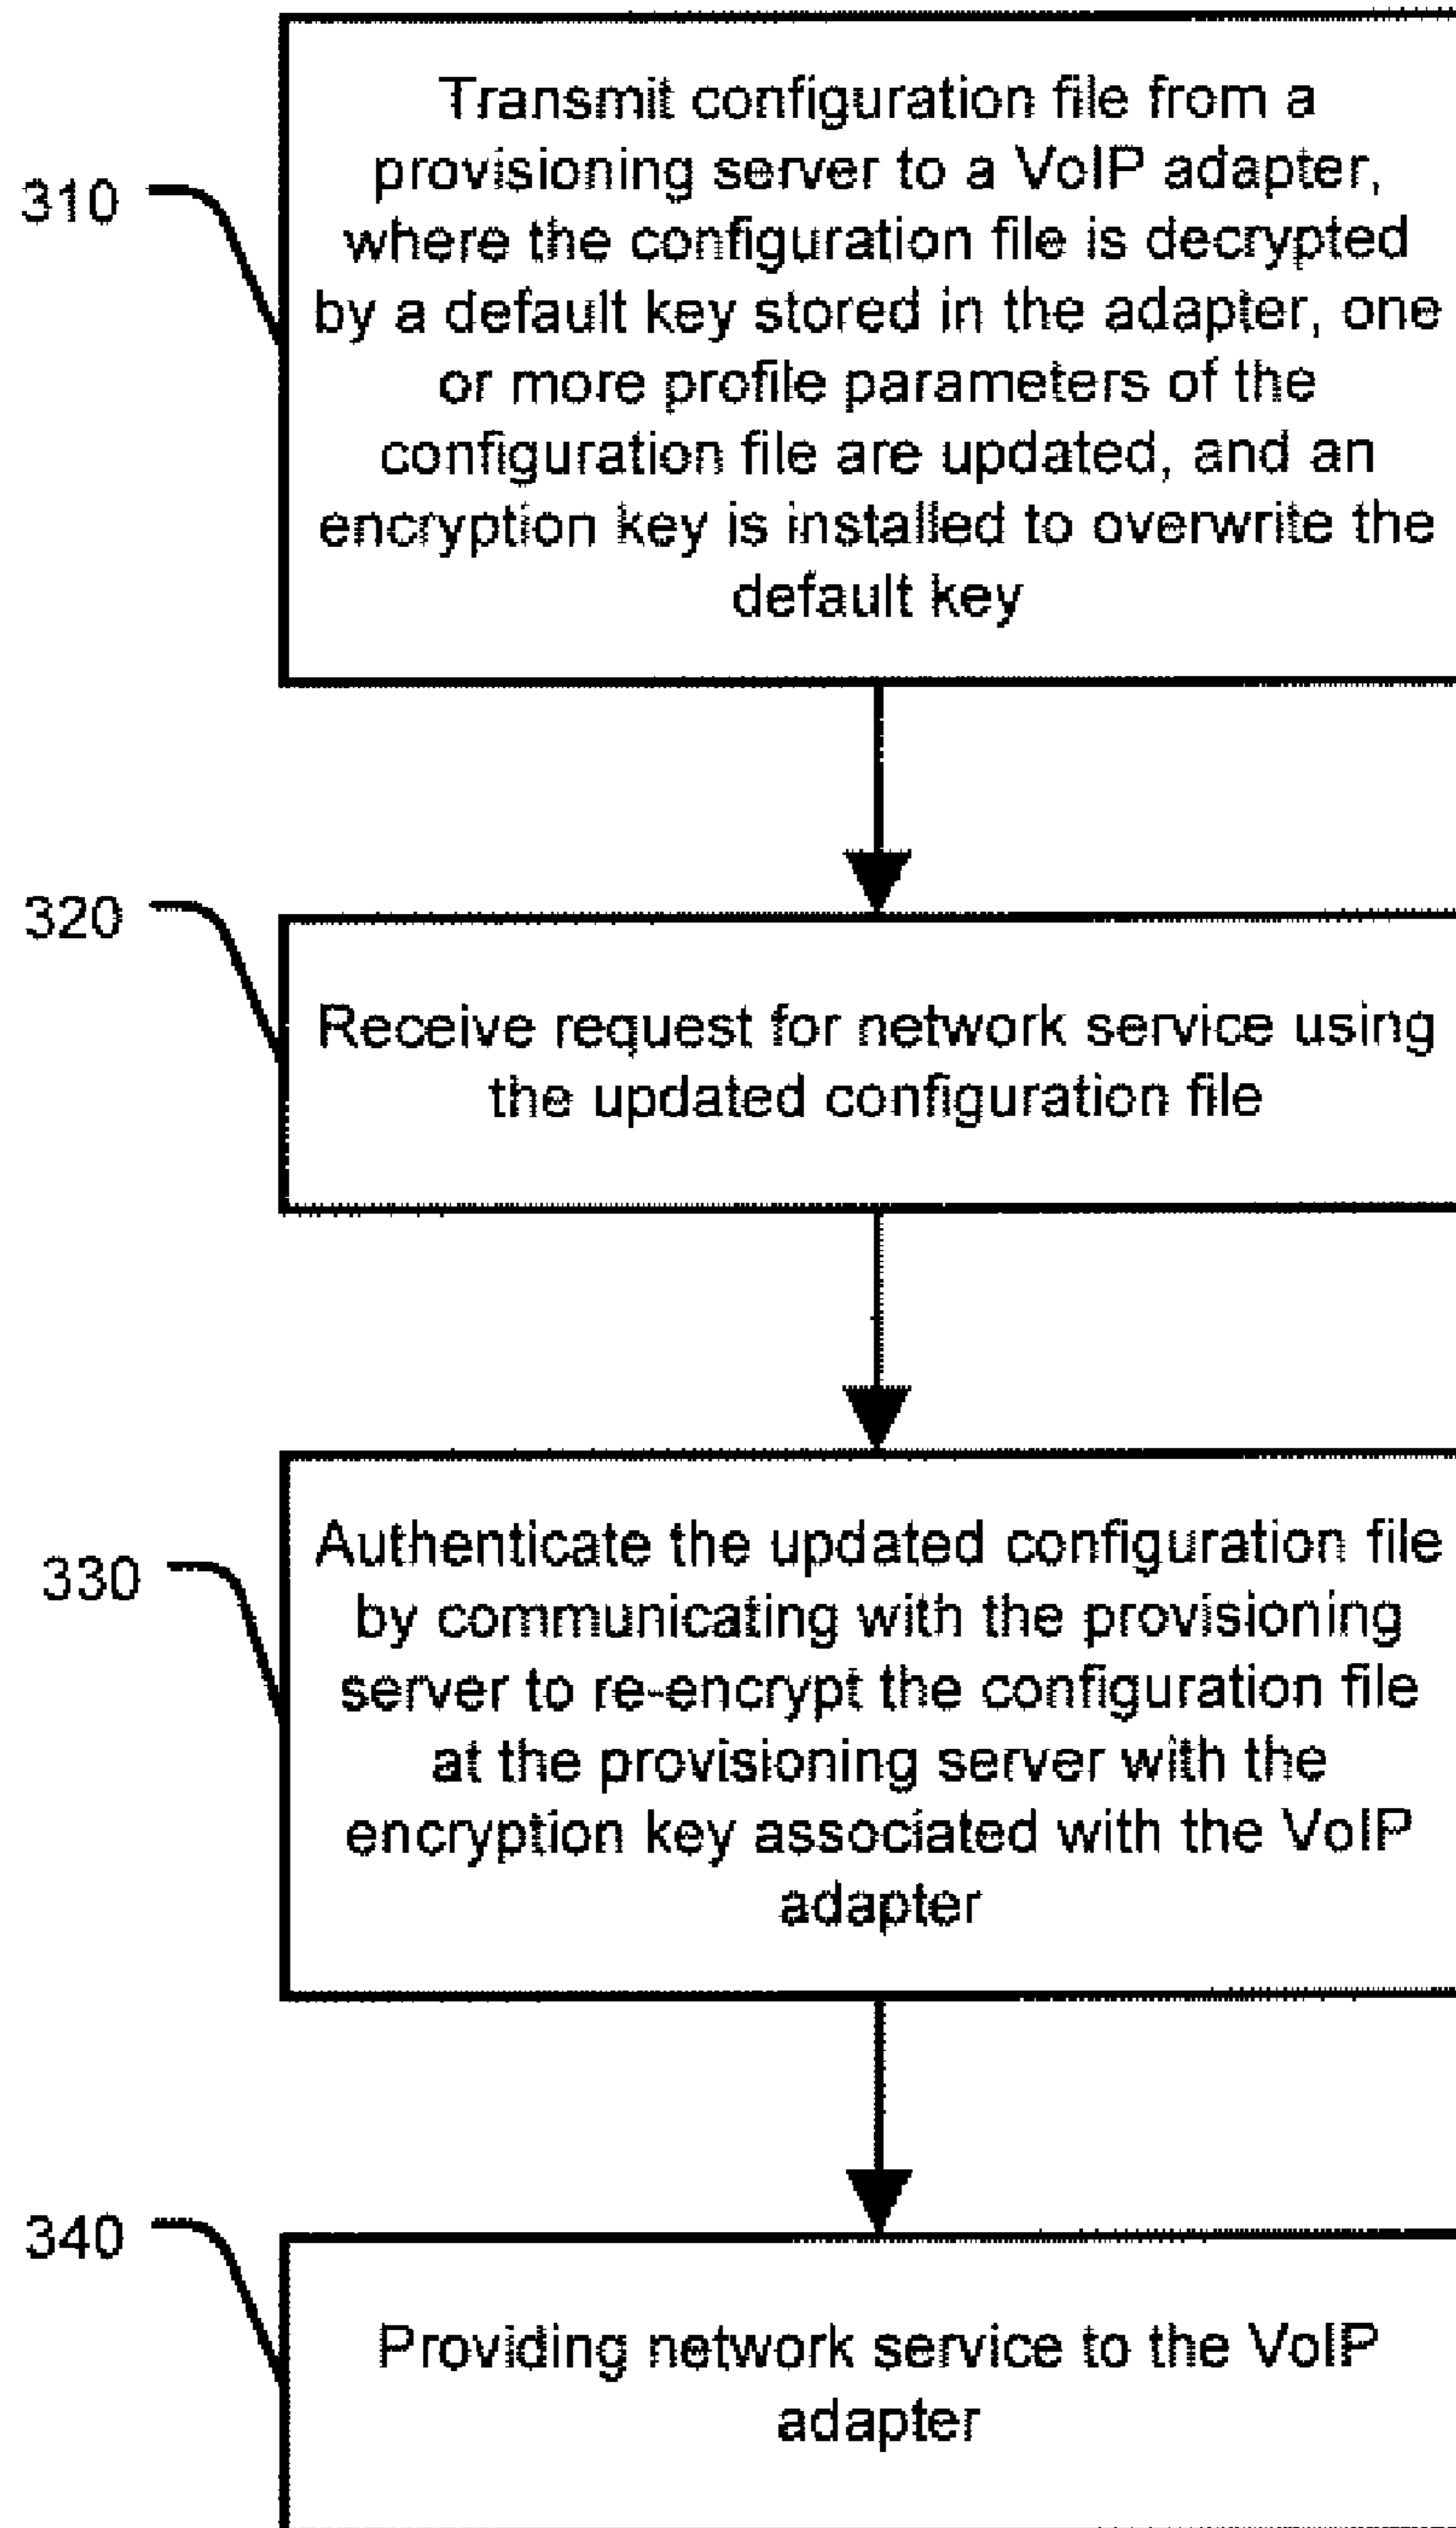 310
Transmit configuration file from a
provisioning server to a VoIP adapter,
where the configuration file is decrypted
by a default key stored in the adapter, one
or more profile parameters of the
configuration file are updated, and an
encryption key is installed to overwrite the
default key
320
Receive request for network service using
the updated configuration file
330
Authenticate the updated configuration file
by communicating with the provisioning
server to re-encrypt the configuration file
at the provisioning server with the
encryption key associated with the VoIP
adapter
340
Providing network service to the VoIP
adapter